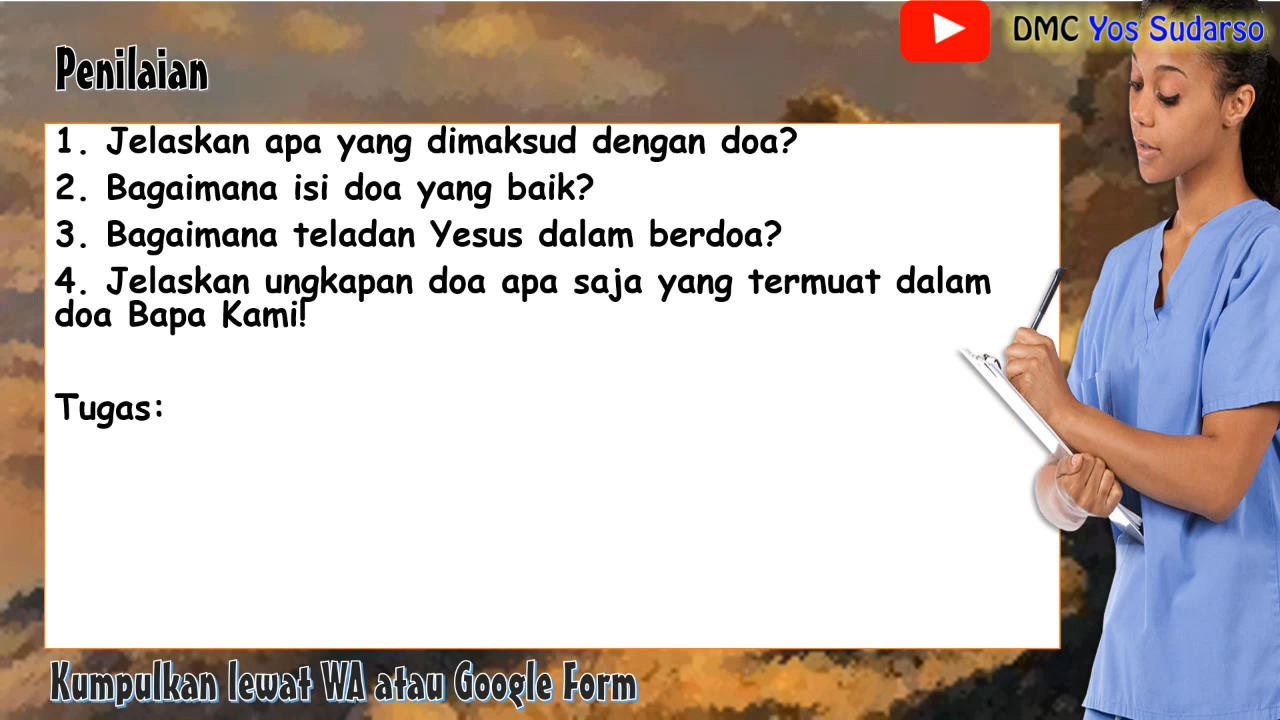 DMC Yos Sudarso
Penilaian
1. Jelaskan apa yang dimaksud dengan doa?
2. Bagaimana isi doa yang baik?
3. Bagaimana teladan Yesus dalam berdoa?
4. Jelaskan ungkapan doa apa saja yang termuat dalam
doa Bapa Kami!
Tugas:
Kumpulkan lewat WA atau Google Form